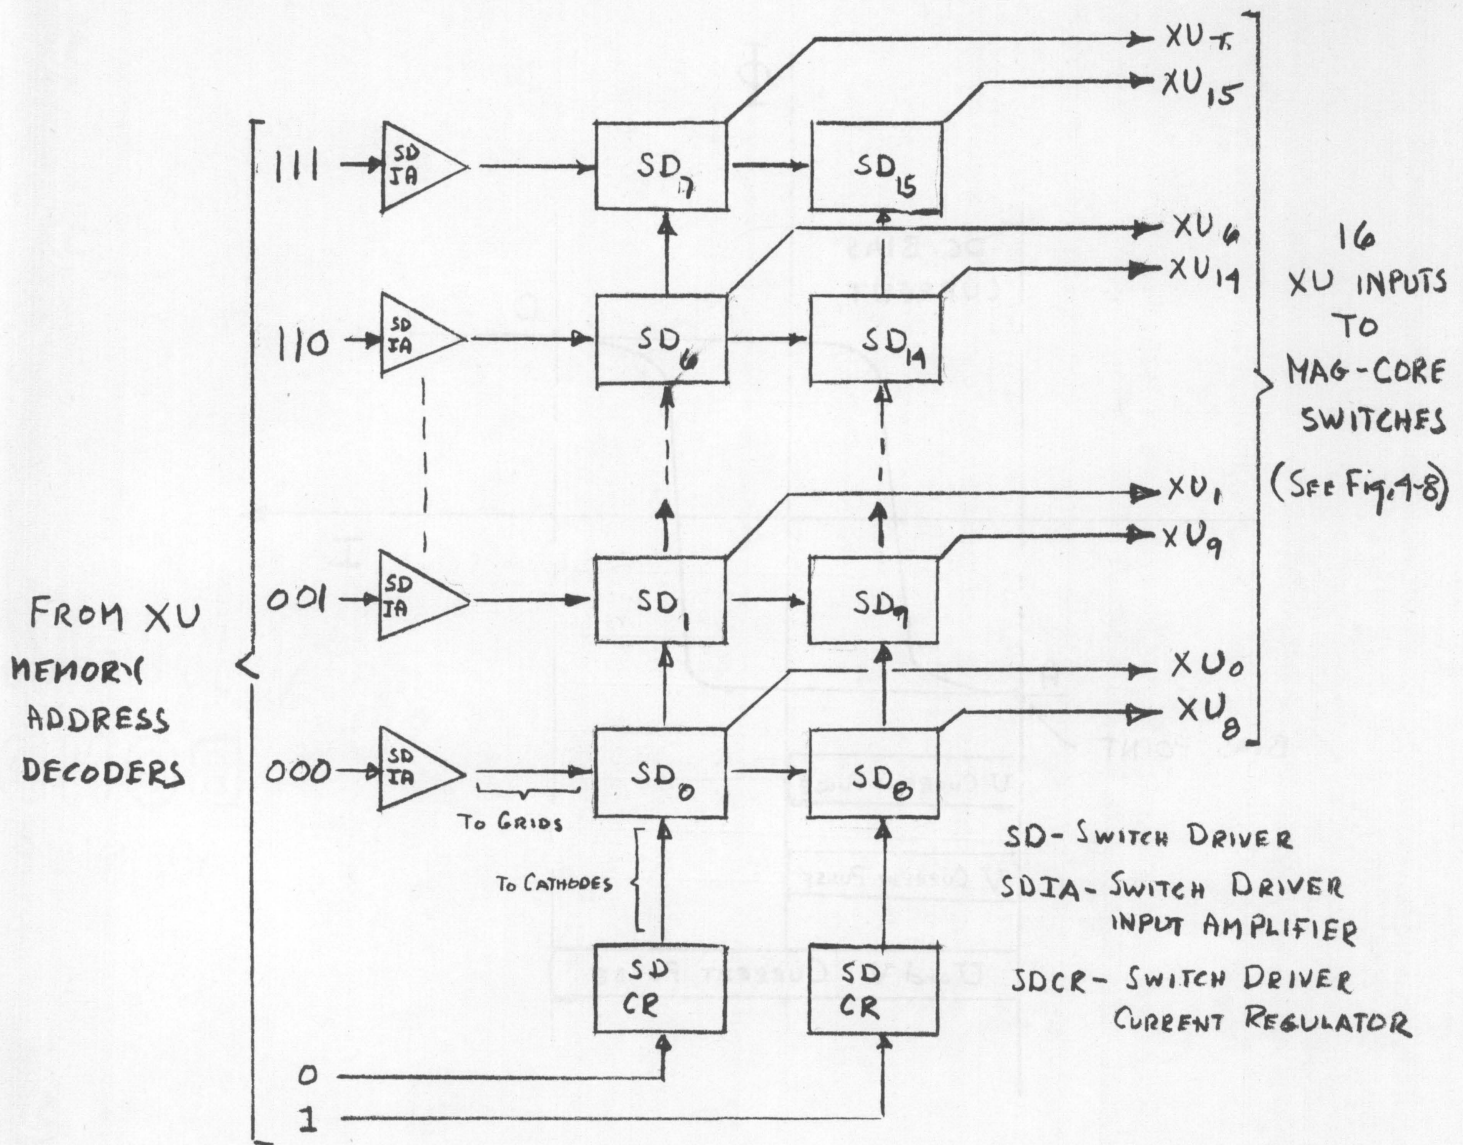 XU7
XU15
111
SD
IA
SD7
SD15
XU6
XU14
110
SD
IA
SD6
SD14
16
XU INPUTS
TO
MAG-CORE
SWITCHES
(SEE Fig. 4-8)
XU1
XU9
001
SD
IA
SD1
SD9
FROM XU
MEMORY
ADDRESS
DECODERS
XU0
XU8
000
SD
IA
SD0
SD8
TO GRIDS
TO CATHODES
SD
CR
SD
CR
SD-SWITCH DRIVER
SDIA-SWITCH DRIVER
INPUT AMPLIFIER
SDCR-SWITCH DRIVER
CURRENT REGULATOR
0
1